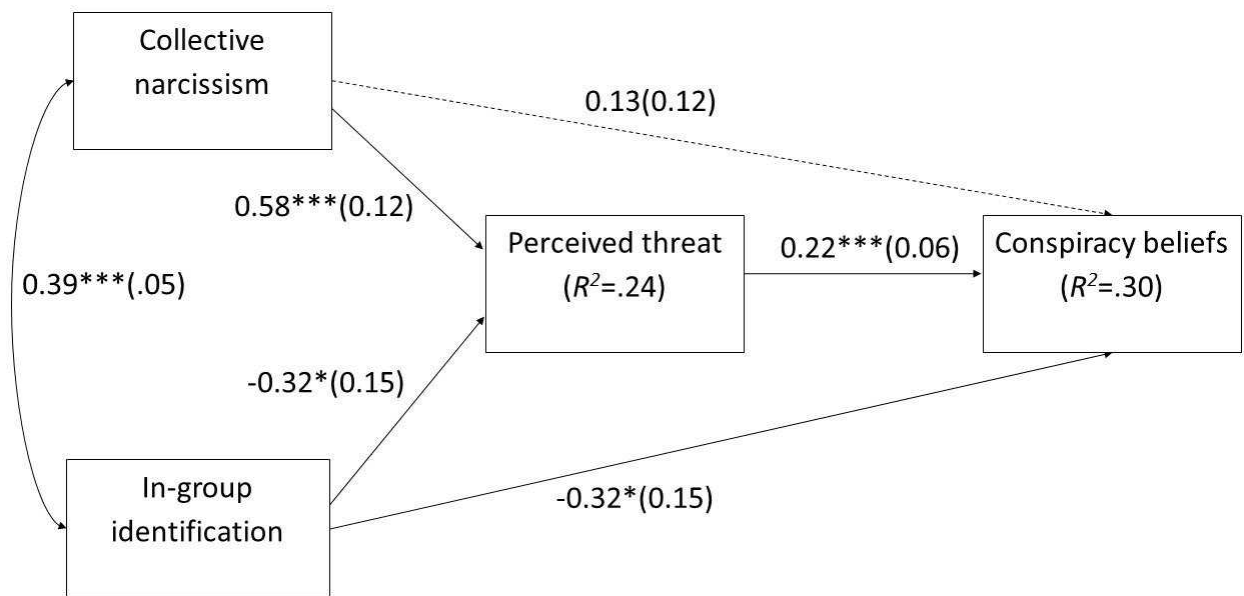 Collective
narcissism
0.13(0.12)
0.58***(0.12)
Perceived threat
(R²=.24)
0.22***(0.06)
Conspiracy beliefs
(R²=.30)
0.39***(.05)
-0.32*(0.15)
In-group
identification
-0.32*(0.15)